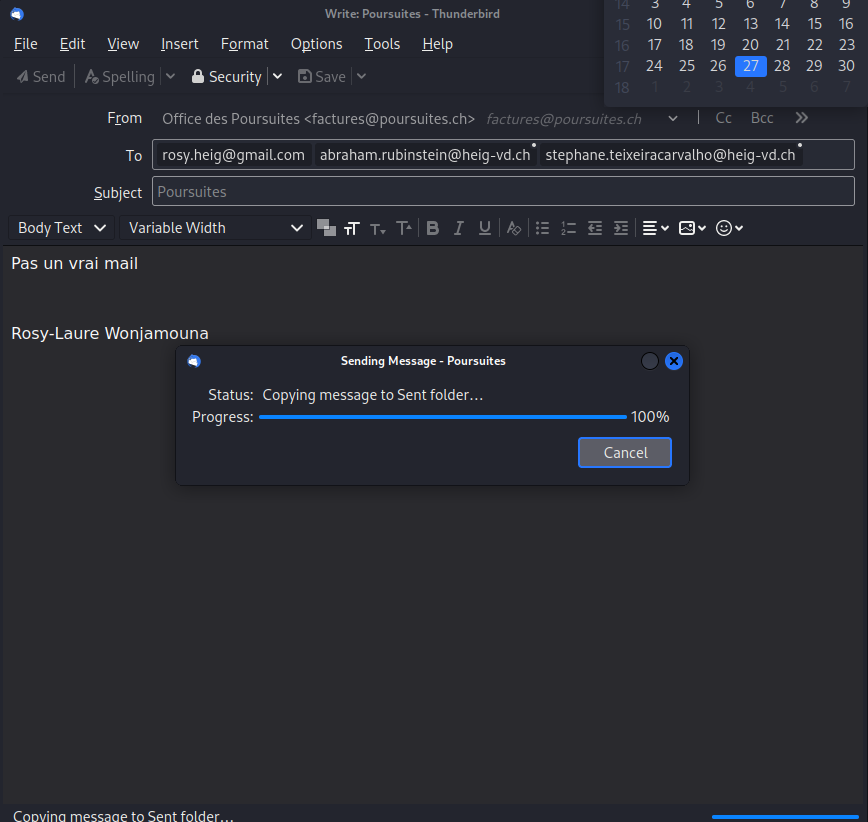 Write: Poursuites - Thunderbird
14 3 4 5 6 7 8 9
15 10 11 12 13 14 15 16
16 17 18 19 20 21 22 23
17 24 25 26 27 28 29 30
18 1 2 3 4 5 6 7
File Edit View Insert Format Options Tools Help
Send Spelling Security Save
From Office des Poursuites <factures@poursuites.ch> factures@poursuites.ch Cc Bcc
To rosy.heig@gmail.com abraham.rubinstein@heig-vd.ch stephane.teixeiracarvalho@heig-vd.ch
Subject Poursuites
Body Text Variable Width
Pas un vrai mail
Rosy-Laure Wonjamouna
Sending Message - Poursuites
Status: Copying message to Sent folder…
Progress: 100%
Cancel
Copying message to Sent folder…